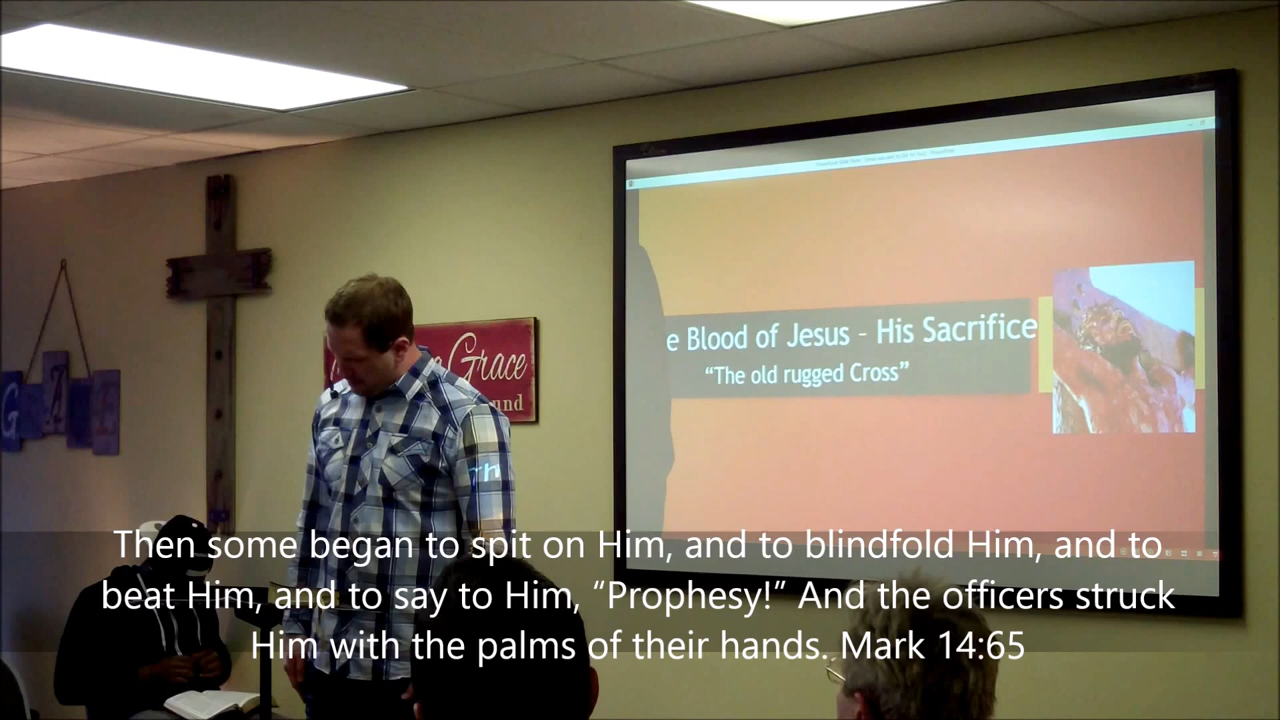 Grace
und
e Blood of Jesus - His Sacrifice
“The old rugged Cross”
Then some began to spit on Him, and to blindfold Him, and to
beat Him, and to say to Him, “Prophesy!” And the officers struck
Him with the palms of their hands. Mark 14:65